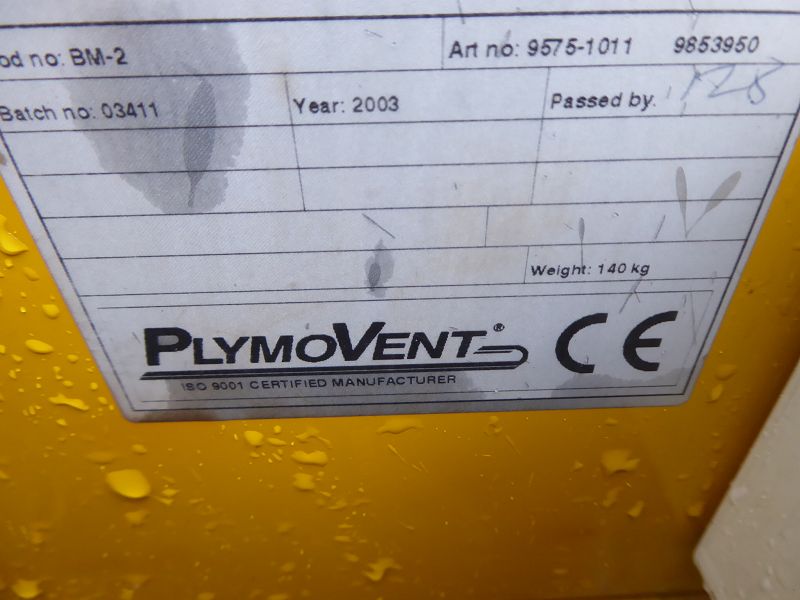 od no: BM-2 Art no: 9575-1011 9853950
Batch no: 03411 Year: 2003 Passed by:
Weight: 140 kg
PLYMOVENT® CE
ISO 9001 CERTIFIED MANUFACTURER